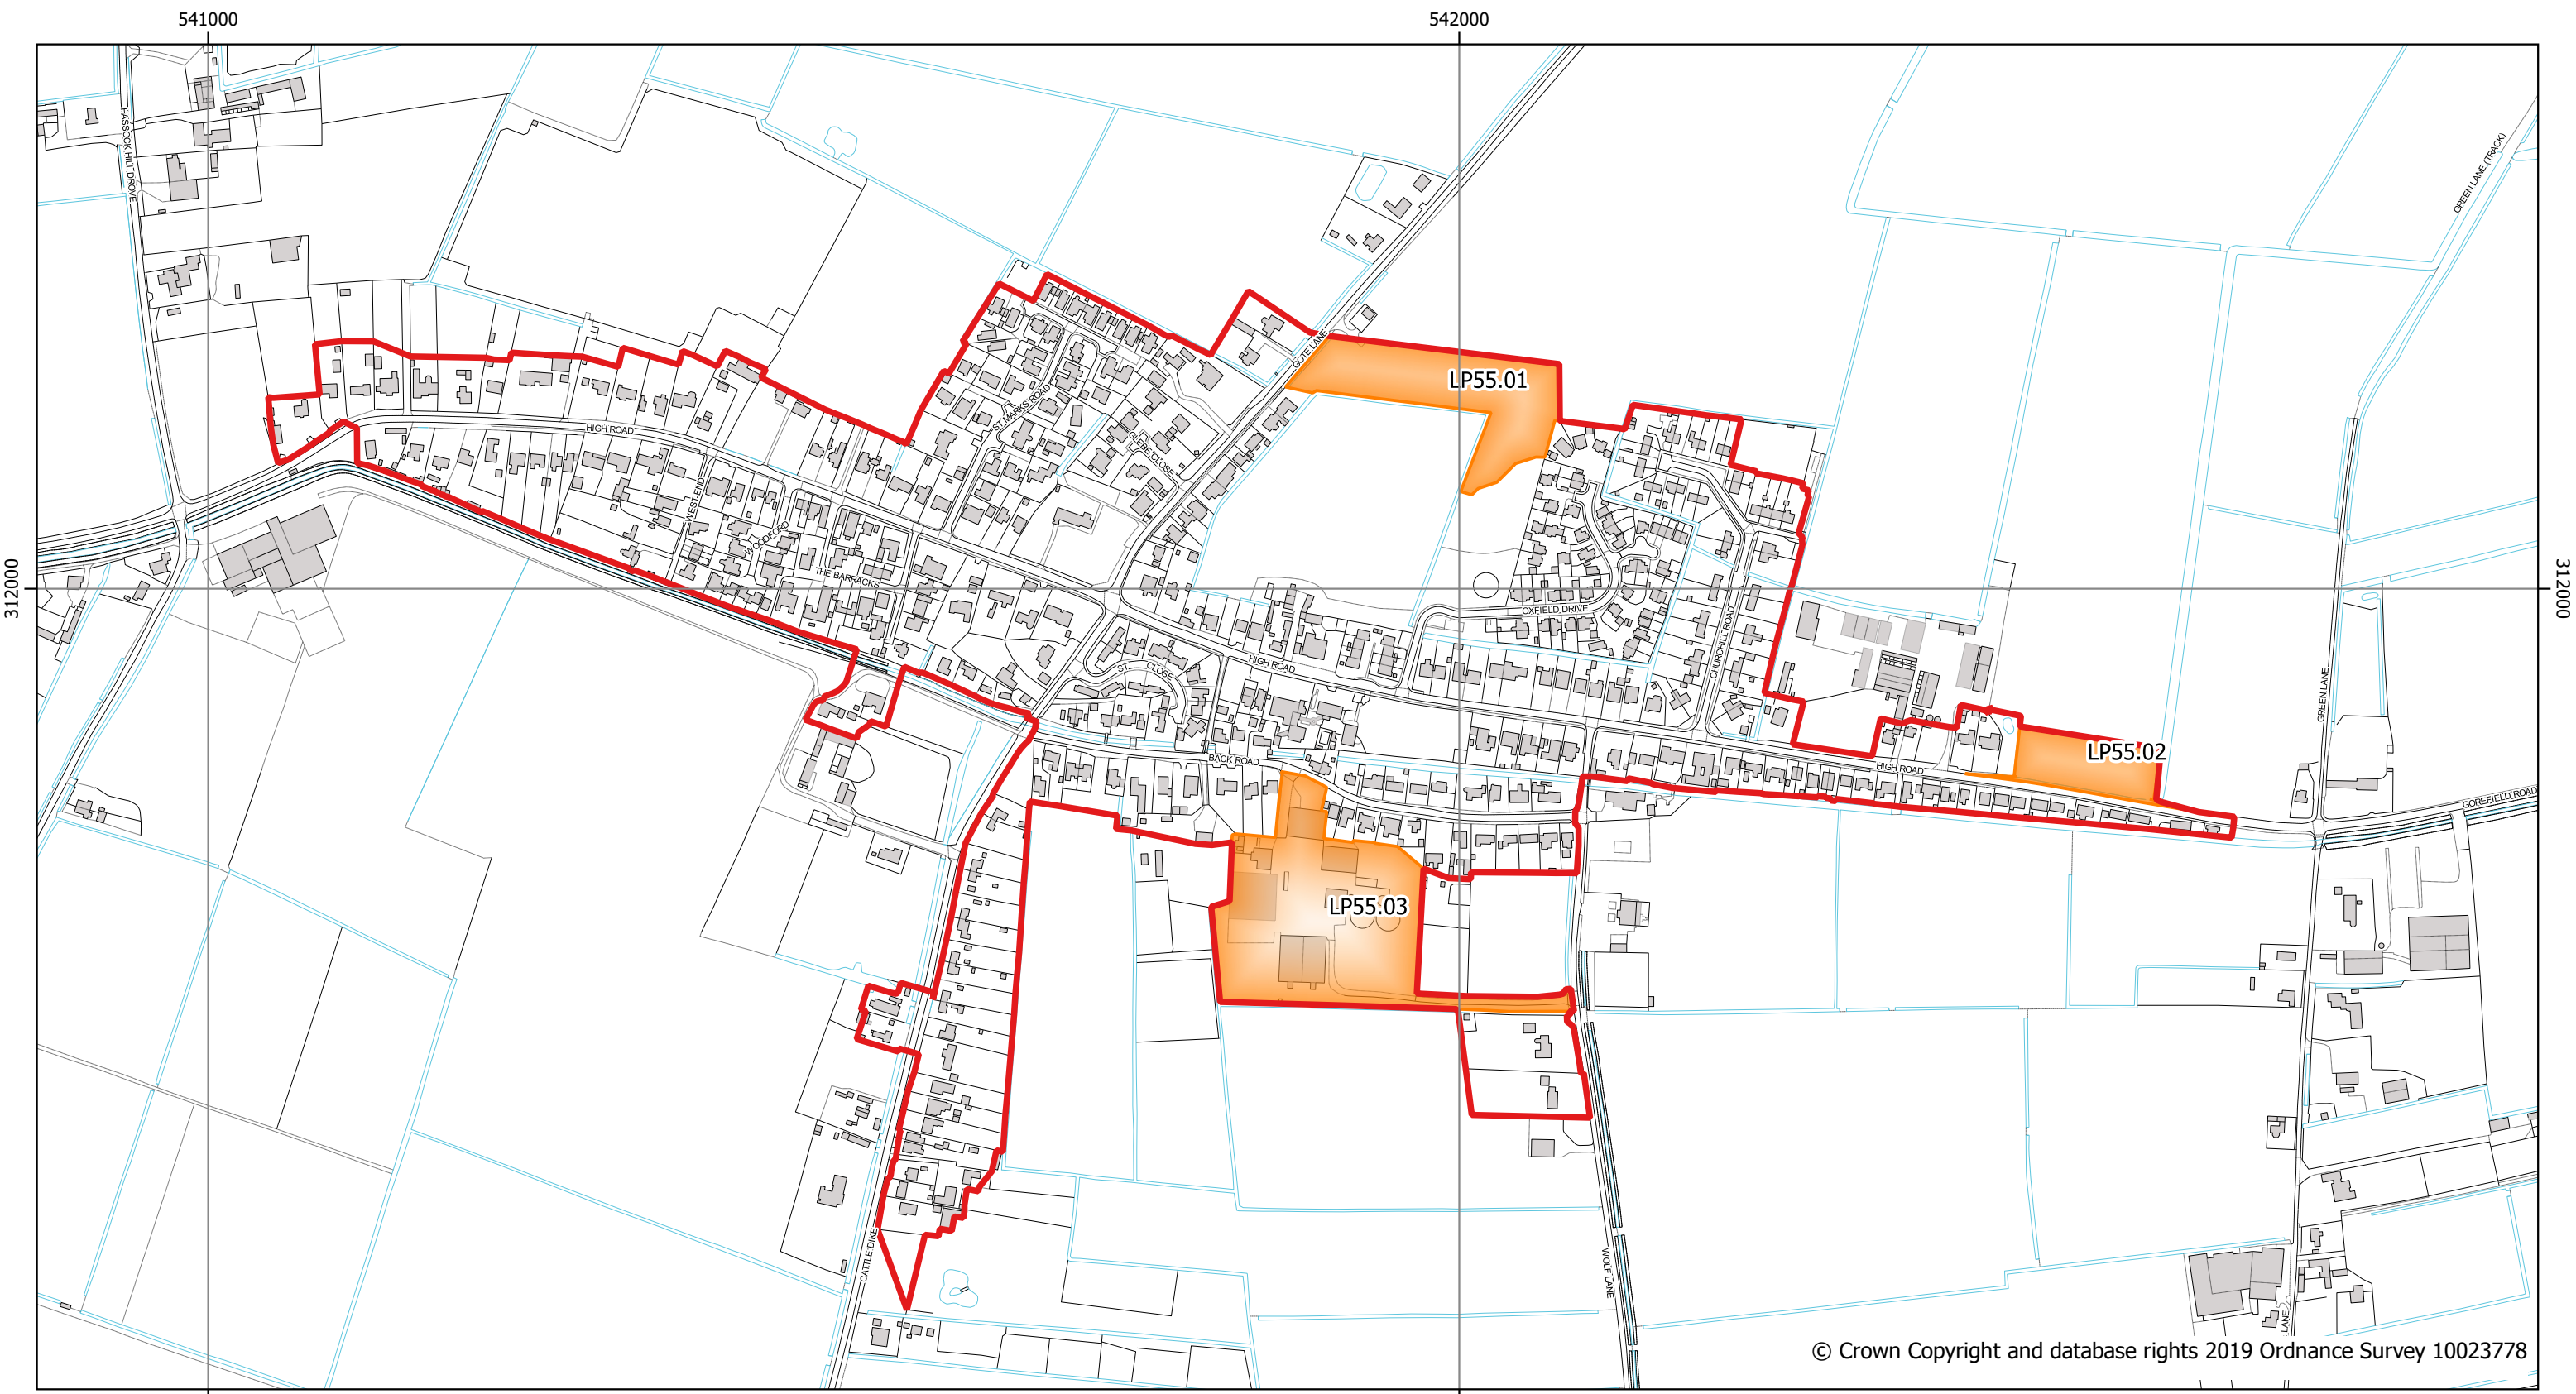 541000
542000
HASSOCK HILL DROVE
GREEN LANE (TRACK)
GOTE LANE
LP55.01
ST MARKS ROAD
HIGH ROAD
GLEBE CLOSE
WEST END
WOODFORD
THE BARRACKS
312000
312000
OXFIELD DRIVE
CHURCHILL ROAD
HIGH ROAD
ST
CLOSE
GREEN LANE
BACK ROAD
LP55.02
HIGH ROAD
GOREFIELD ROAD
LP55.03
CATTLE DIKE
WOLF LANE
LANE
© Crown Copyright and database rights 2019 Ordnance Survey 10023778